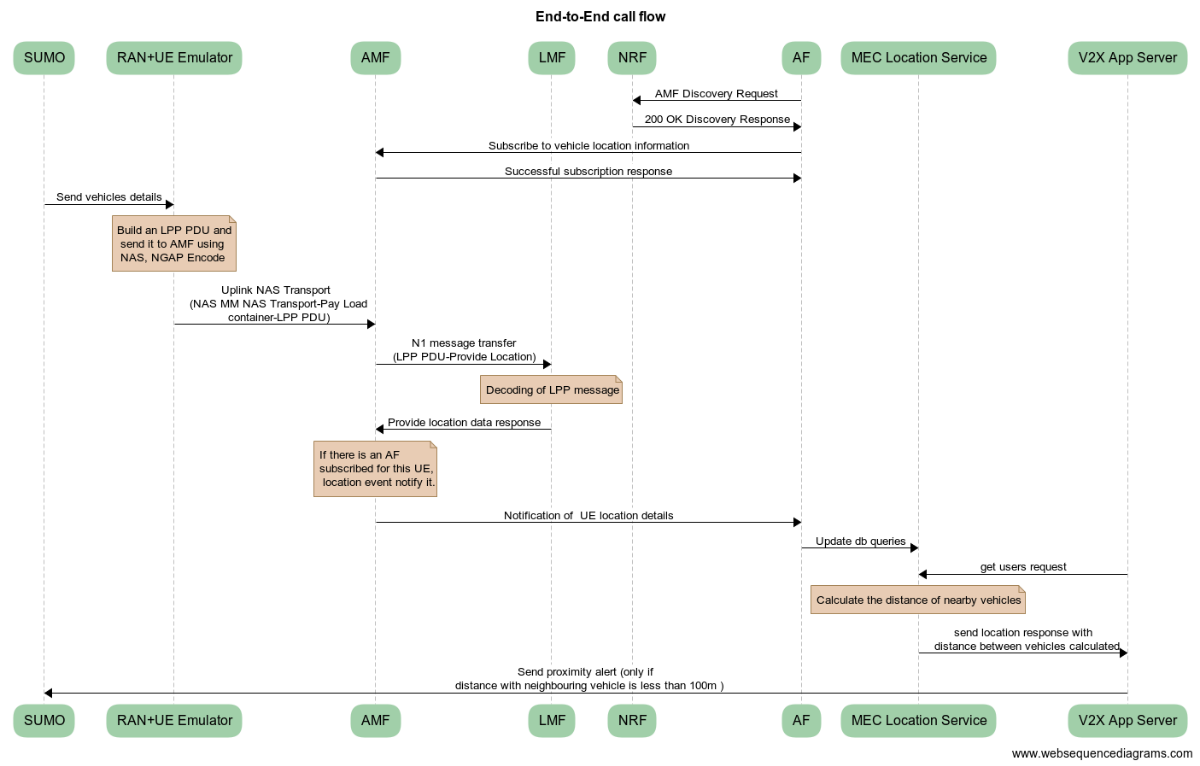 End-to-End call flow
SUMO
RAN+UE Emulator
AMF
LMF
NRF
AF
MEC Location Service
V2X App Server
AMF Discovery Request
200 OK Discovery Response
Subscribe to vehicle location information
Successful subscription response
Send vehicles details
Build an LPP PDU and
send it to AMF using
NAS, NGAP Encode
Uplink NAS Transport
(NAS MM NAS Transport-Pay Load
container-LPP PDU)
N1 message transfer
(LPP PDU-Provide Location)
Decoding of LPP message
Provide location data response
If there is an AF
subscribed for this UE,
location event notify it.
Notification of  UE location details
Update db queries
get users request
Calculate the distance of nearby vehicles
send location response with
distance between vehicles calculated
Send proximity alert (only if
distance with neighbouring vehicle is less than 100m )
SUMO
RAN+UE Emulator
AMF
LMF
NRF
AF
MEC Location Service
V2X App Server
www.websequencediagrams.com